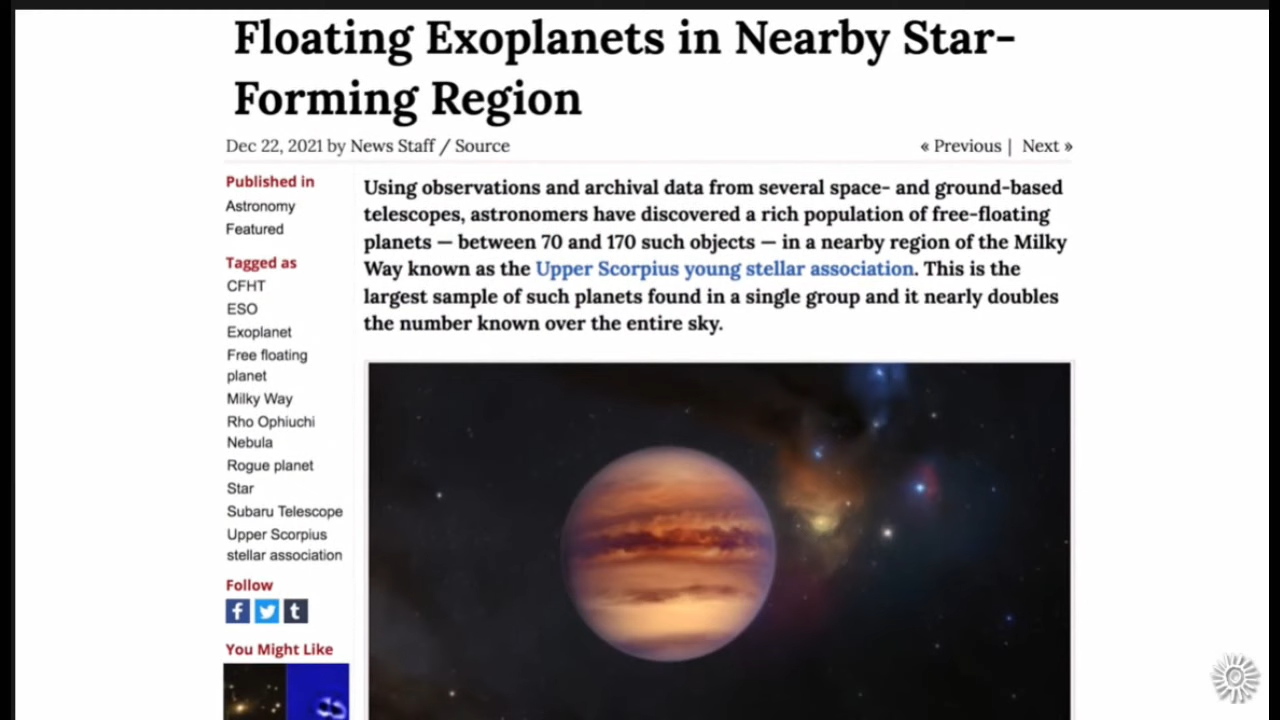 Floating Exoplanets in Nearby Star-
Forming Region
Dec 22, 2021 by News Staff / Source
« Previous | Next »
Published in
Astronomy
Featured
Tagged as
CFHT
ESO
Exoplanet
Free floating
planet
Milky Way
Rho Ophiuchi
Nebula
Rogue planet
Star
Subaru Telescope
Upper Scorpius
stellar association
Follow
f
t
You Might Like
Using observations and archival data from several space- and ground-based
telescopes, astronomers have discovered a rich population of free-floating
planets — between 70 and 170 such objects — in a nearby region of the Milky
Way known as the Upper Scorpius young stellar association. This is the
largest sample of such planets found in a single group and it nearly doubles
the number known over the entire sky.